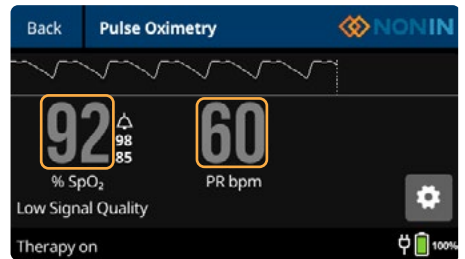 Back Pulse Oximetry NONIN
92 98 60
85
% SpO₂ PR bpm
Low Signal Quality
Therapy on 100%